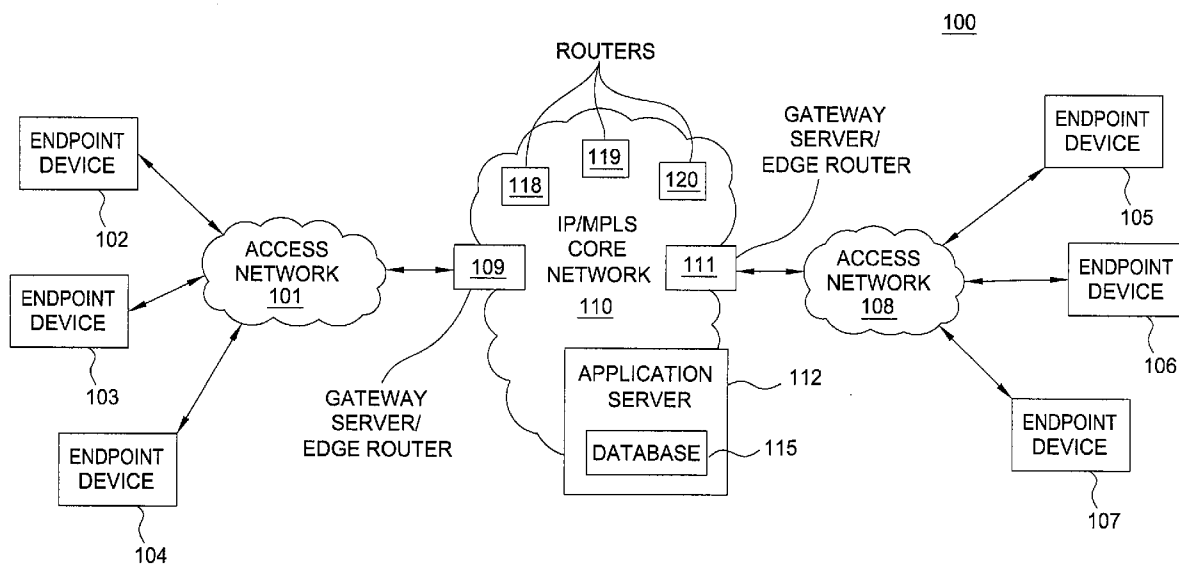 100
ROUTERS
118
119
120
GATEWAY
SERVER/
EDGE ROUTER
ENDPOINT
DEVICE
102
ENDPOINT
DEVICE
103
ENDPOINT
DEVICE
104
ACCESS
NETWORK
101
109
GATEWAY
SERVER/
EDGE ROUTER
IP/MPLS
CORE
NETWORK
110
111
APPLICATION
SERVER
112
DATABASE
115
ACCESS
NETWORK
108
ENDPOINT
DEVICE
105
ENDPOINT
DEVICE
106
ENDPOINT
DEVICE
107